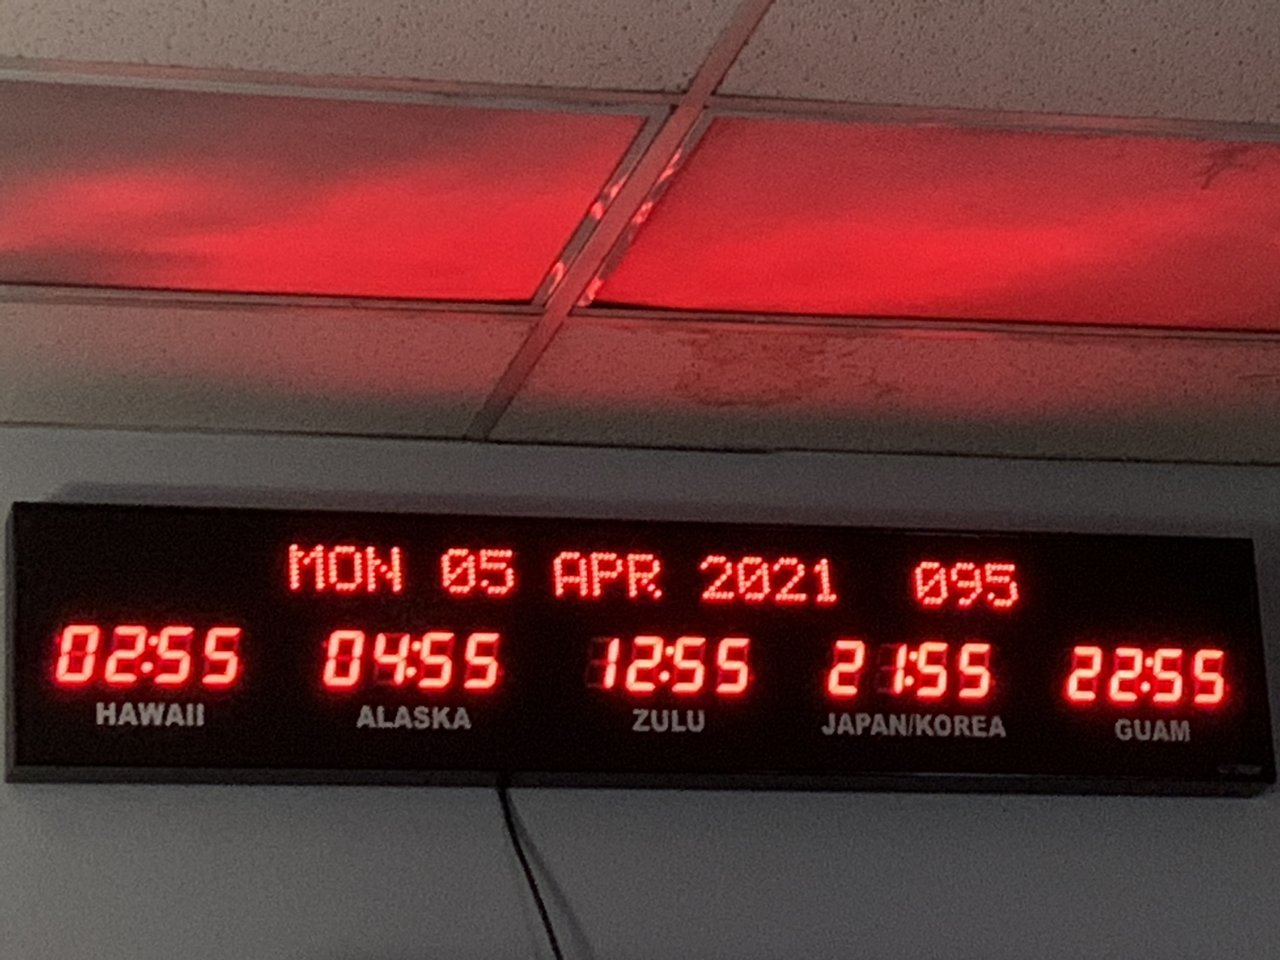 MON 05 APR 2021 095
02:55 04:55 12:55 21:55 22:55
HAWAII ALASKA ZULU JAPAN/KOREA GUAM